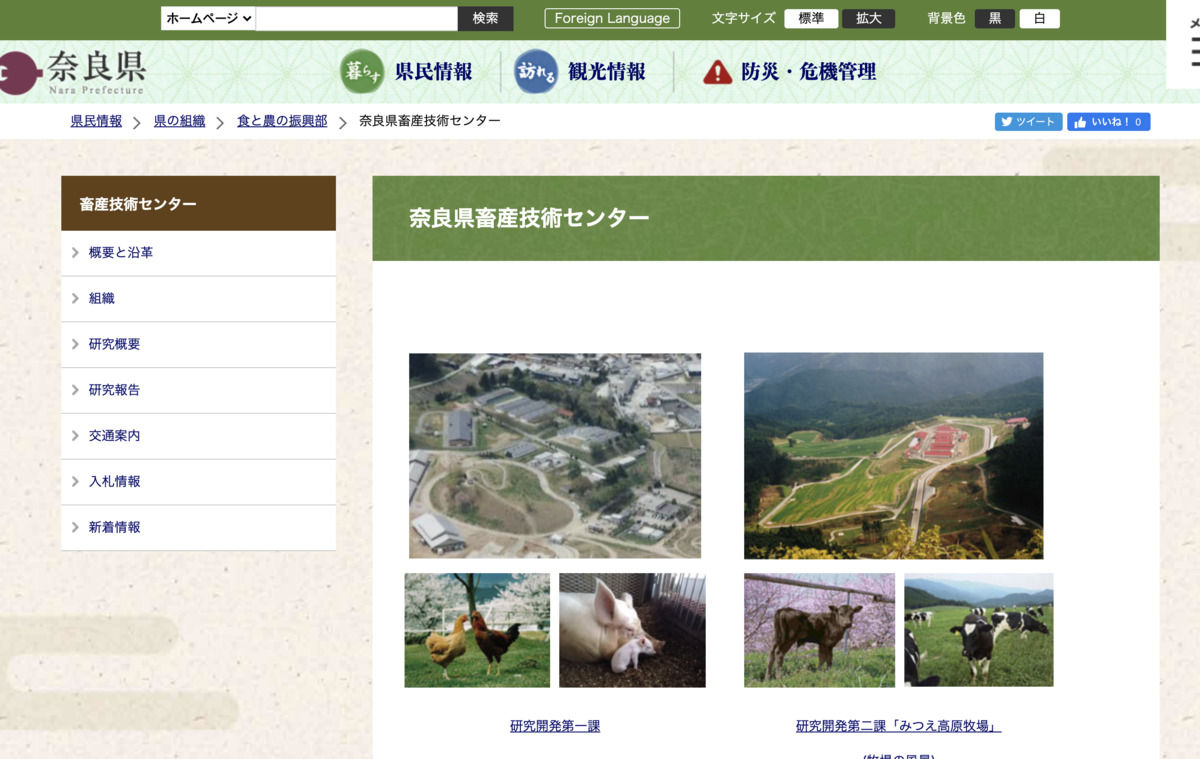 ホームページ 検索 Foreign Language 文字サイズ 標準 拡大 背景色 黒 白
奈良県
Nara Prefecture
暮らす 県民情報 訪れる 観光情報 防災・危機管理
県民情報 県の組織 食と農の振興部 奈良県畜産技術センター ツイート いいね！ 0
畜産技術センター
概要と沿革
組織
研究概要
研究報告
交通案内
入札情報
新着情報
奈良県畜産技術センター
研究開発第一課 研究開発第二課「みつえ高原牧場」